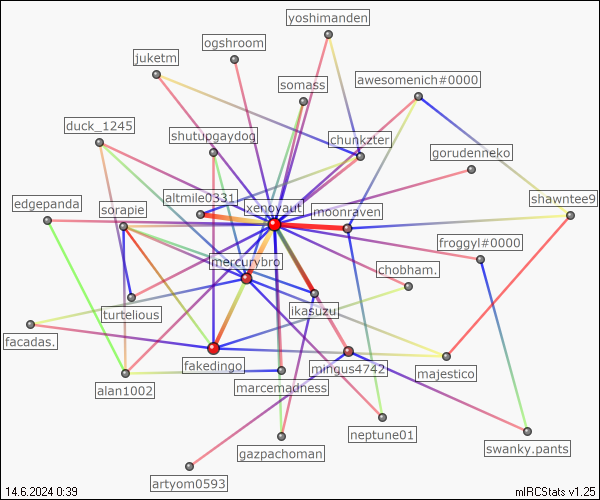 yoshimanden
ogshroom
juketm
somass
awesomenich#0000
duck_1245
shutupgaydog
chunkzter
gorudenneko
edgepanda
sorapie
altmile0331
xenoyaut
moonraven
shawntee9
froggyl#0000
mercurybro
chobham.
turtelious
ikasuzu
facadas.
fakedingo
mingus4742
majestico
alan1002
marcemadness
neptune01
gazpachoman
swanky.pants
artyom0593
14.6.2024 0:39
mIRCStats v1.25